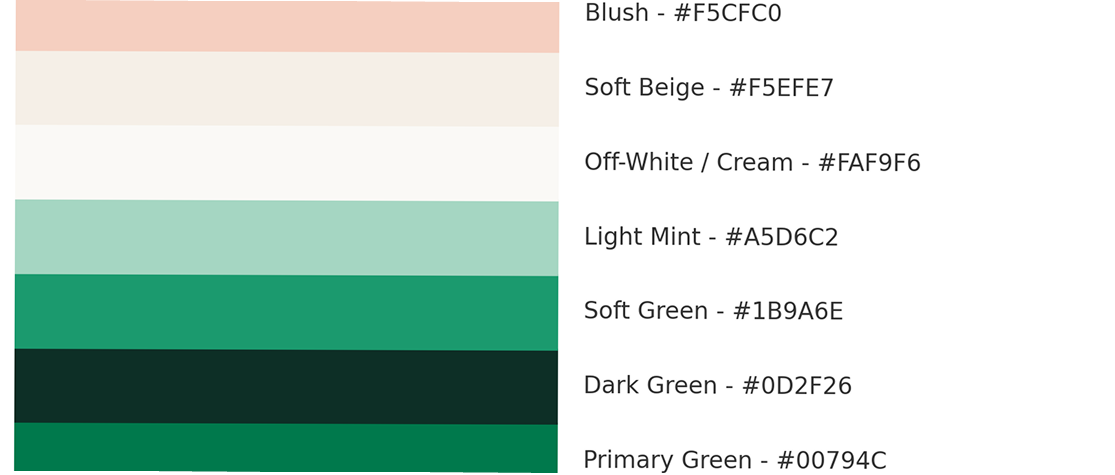 Blush - #F5CFC0
Soft Beige - #F5EFE7
Off-White / Cream - #FAF9F6
Light Mint - #A5D6C2
Soft Green - #1B9A6E
Dark Green - #0D2F26
Primary Green - #00794C